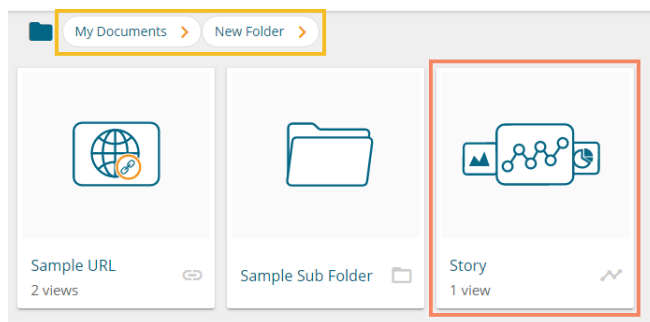 My Documents
New Folder
Sample URL
2 views
Sample Sub Folder
Story
1 view